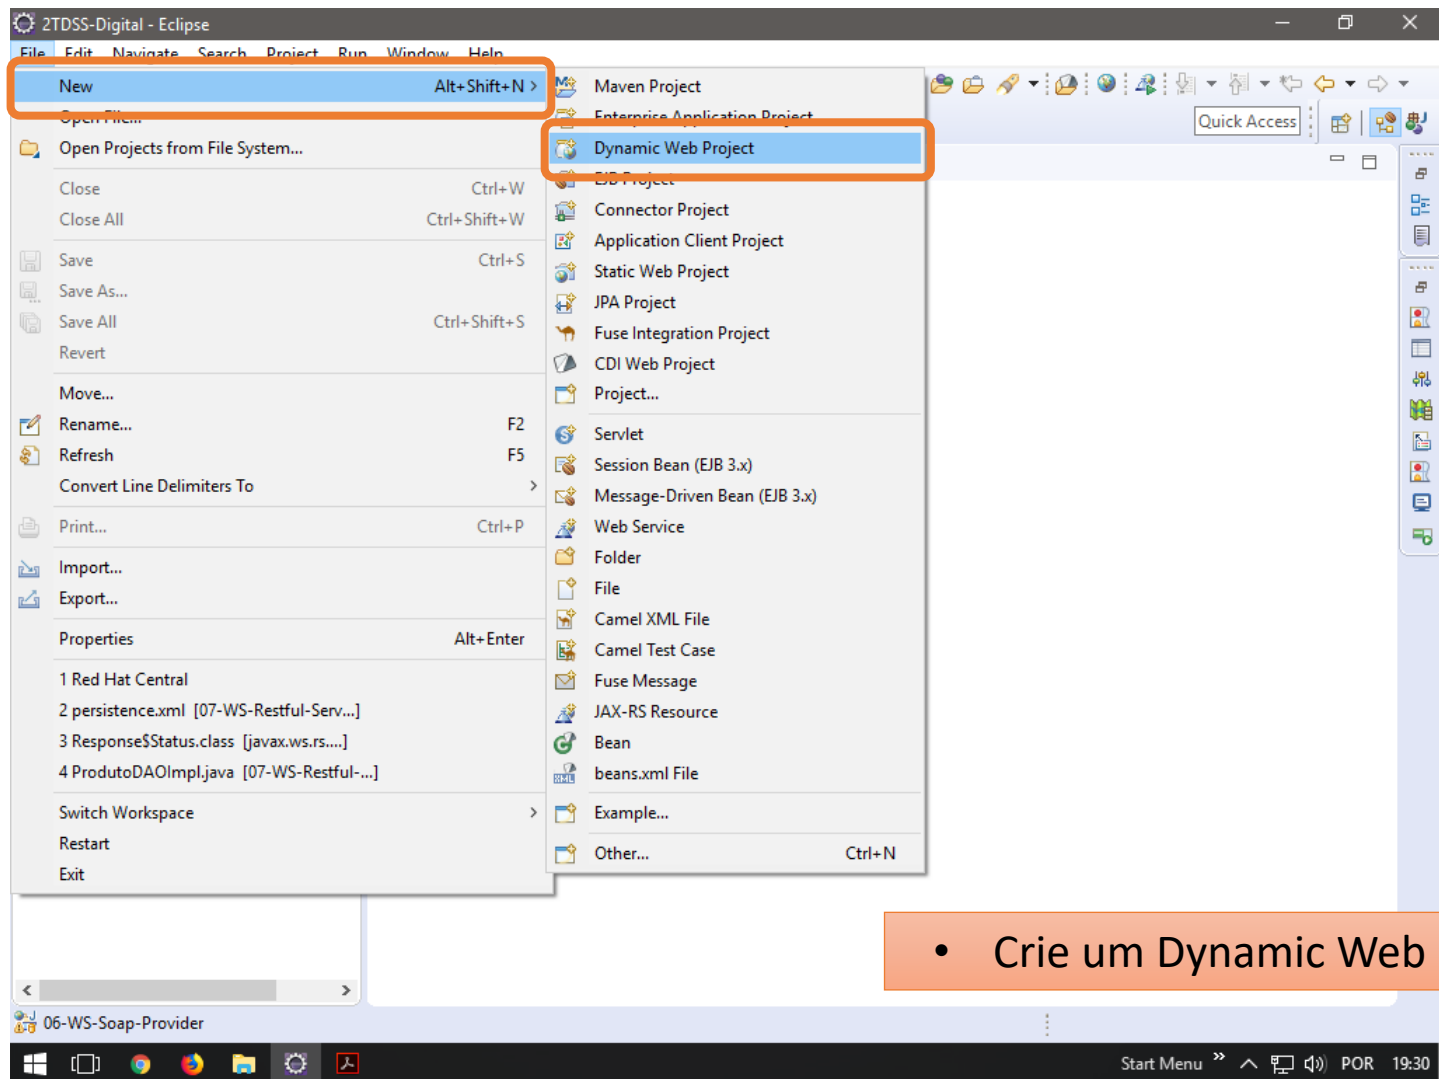 2TDSS-Digital - Eclipse
File Edit Navigate Search Project Run Window Help
New Alt+Shift+N
Open File...
Open Projects from File System...
Close Ctrl+W
Close All Ctrl+Shift+W
Save Ctrl+S
Save As...
Save All Ctrl+Shift+S
Revert
Move...
Rename... F2
Refresh F5
Convert Line Delimiters To
Print... Ctrl+P
Import...
Export...
Properties Alt+Enter
1 Red Hat Central
2 persistence.xml [07-WS-Restful-Serv...]
3 Response$Status.class [javax.ws.rs....]
4 ProdutoDAOImpl.java [07-WS-Restful-...]
Switch Workspace
Restart
Exit
Maven Project
Enterprise Application Project
Dynamic Web Project
EJB Project
Connector Project
Application Client Project
Static Web Project
JPA Project
Fuse Integration Project
CDI Web Project
Project...
Servlet
Session Bean (EJB 3.x)
Message-Driven Bean (EJB 3.x)
Web Service
Folder
File
Camel XML File
Camel Test Case
Fuse Message
JAX-RS Resource
Bean
beans.xml File
Example...
Other... Ctrl+N
Quick Access
• Crie um Dynamic Web
06-WS-Soap-Provider
Start Menu POR 19:30